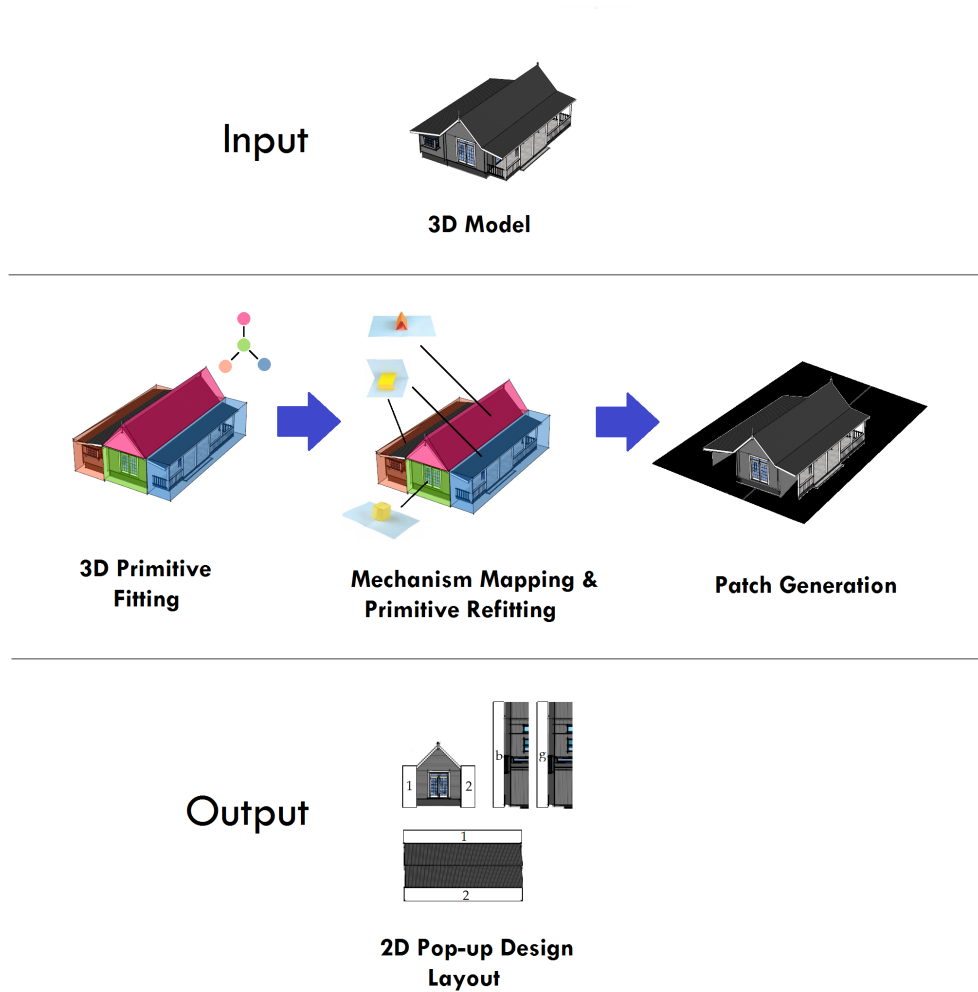 Input
3D Model
3D Primitive
Fitting
Mechanism Mapping &
Primitive Refitting
Patch Generation
Output
b
g
1
2
1
2
2D Pop-up Design
Layout